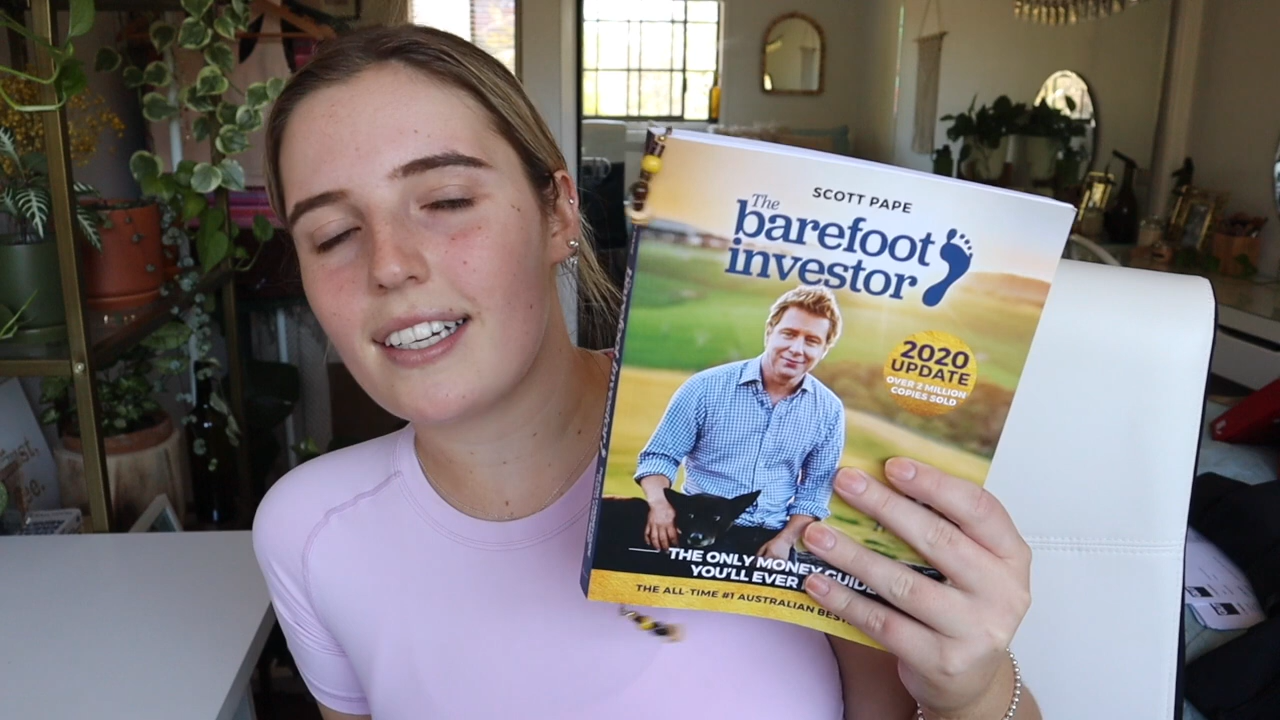 SCOTT PAPE
The
barefoot
investor
2020
UPDATE
OVER 2 MILLION
COPIES SOLD
THE ONLY MONEY GUIDE
YOU'LL EVER
THE ALL-TIME #1 AUSTRALIAN